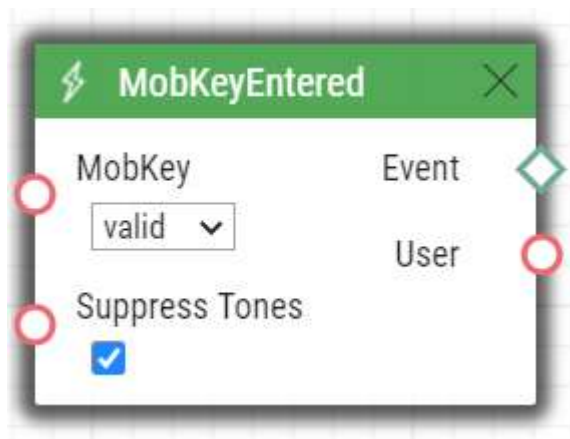 MobKeyEntered
MobKey
Event
valid
User
Suppress Tones